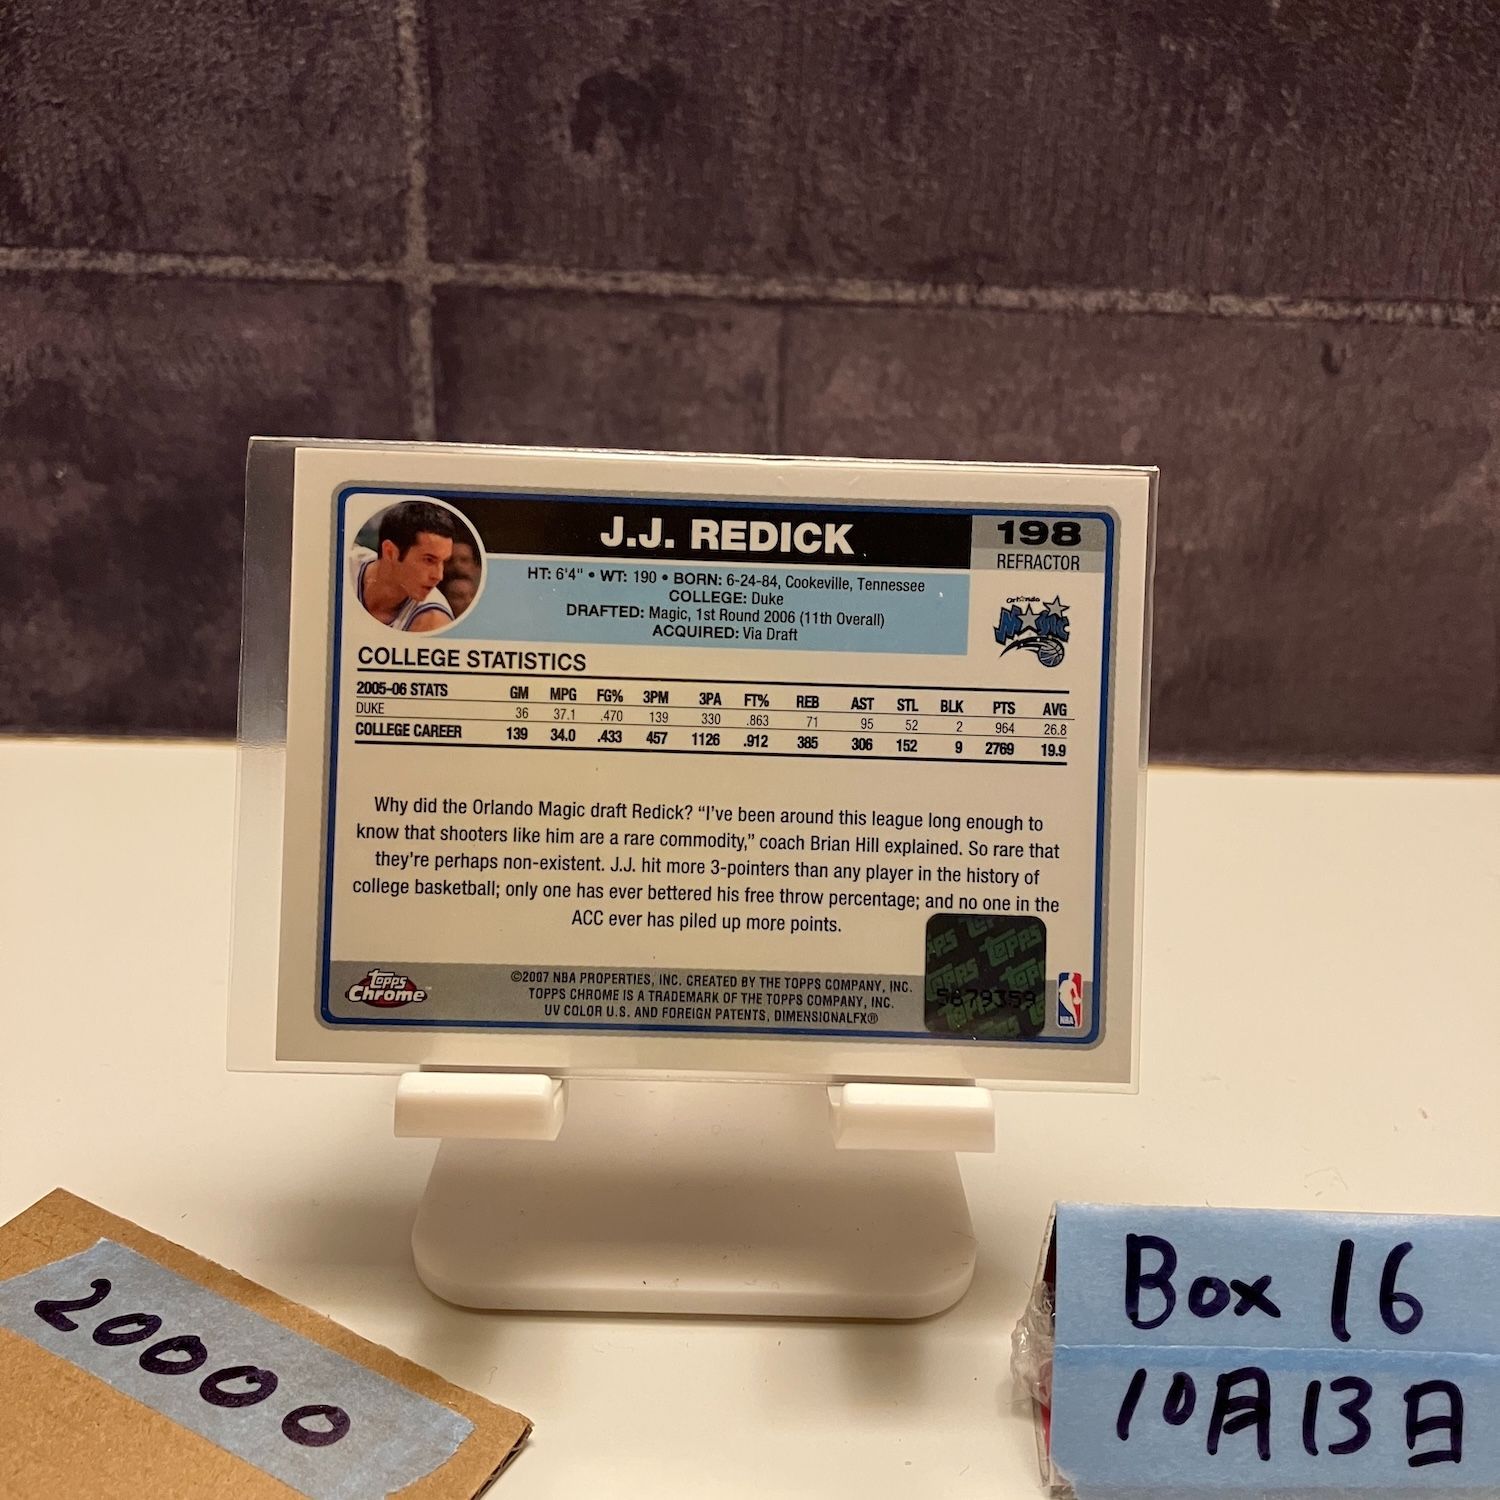 J.J. REDICK
198
REFRACTOR
HT: 6'4" • WT: 190 • BORN: 6-24-84, Cookeville, Tennessee
COLLEGE: Duke
DRAFTED: Magic, 1st Round 2006 (11th Overall)
ACQUIRED: Via Draft
Orlando
MAGIC
COLLEGE STATISTICS
2005-06 STATS GM MPG FG% 3PM 3PA FT% REB AST STL BLK PTS AVG
DUKE 36 37.1 .470 139 330 .863 71 95 52 2 964 26.8
COLLEGE CAREER 139 34.0 .433 457 1126 .912 385 306 152 9 2769 19.9
Why did the Orlando Magic draft Redick? “I’ve been around this league long enough to
know that shooters like him are a rare commodity,” coach Brian Hill explained. So rare that
they’re perhaps non-existent. J.J. hit more 3-pointers than any player in the history of
college basketball; only one has ever bettered his free throw percentage; and no one in the
ACC ever has piled up more points.
Topps
Chrome™
©2007 NBA PROPERTIES, INC. CREATED BY THE TOPPS COMPANY, INC.
TOPPS CHROME IS A TRADEMARK OF THE TOPPS COMPANY, INC.
UV COLOR U.S. AND FOREIGN PATENTS, DIMENSIONALFX®
Topps
5879359
NBA
20000
Box 16
10月13日